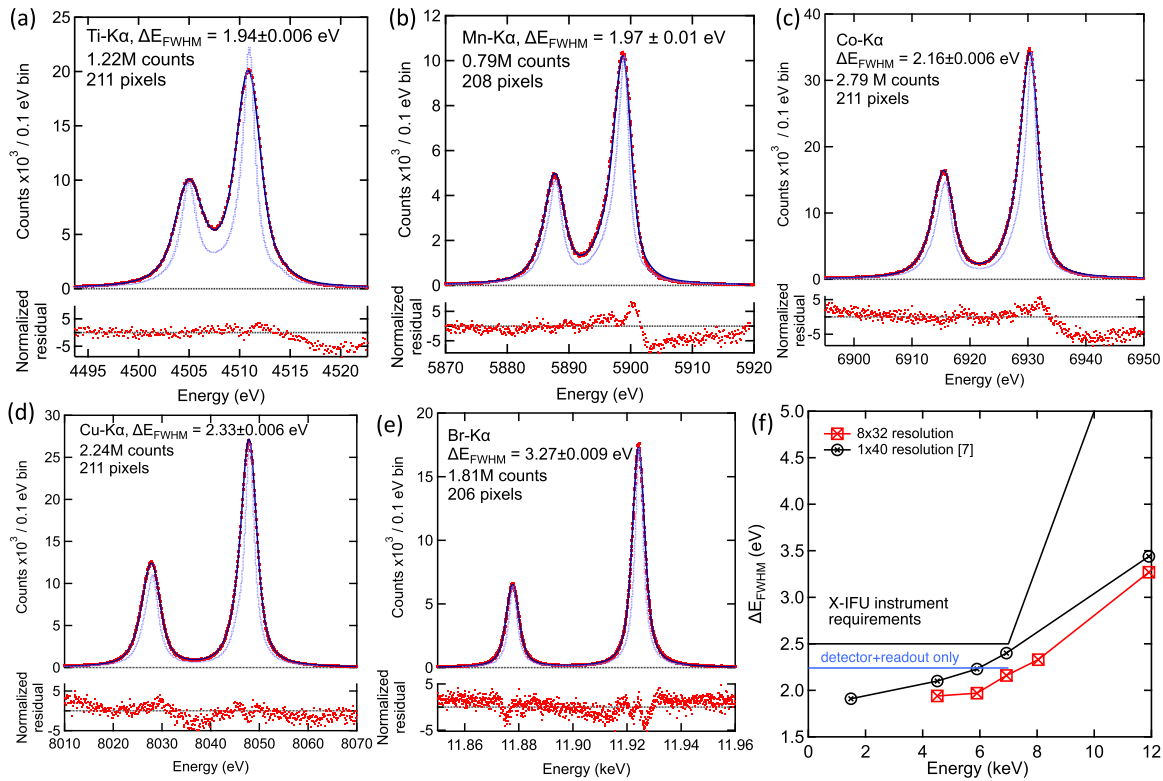 (a)
Ti-Kα, ΔE_FWHM = 1.94±0.006 eV
1.22M counts
211 pixels
Counts x10³ / 0.1 eV bin
25
20
15
10
5
0
Normalized residual
5
-5
4495 4500 4505 4510 4515 4520
Energy (eV)
(b)
Mn-Kα, ΔE_FWHM = 1.97 ± 0.01 eV
0.79M counts
208 pixels
Counts x10³ / 0.1 eV bin
12
10
8
6
4
2
0
Normalized residual
5
-5
5870 5880 5890 5900 5910 5920
Energy (eV)
(c)
Co-Kα
ΔE_FWHM = 2.16±0.006 eV
2.79 M counts
211 pixels
Counts x10³ / 0.1 eV bin
40
30
20
10
0
Normalized residual
5
-5
6900 6910 6920 6930 6940 6950
Energy (eV)
(d)
Cu-Kα, ΔE_FWHM = 2.33±0.006 eV
2.24M counts
211 pixels
Counts x10³ / 0.1 eV bin
30
25
20
15
10
5
0
Normalized residual
5
-5
8010 8020 8030 8040 8050 8060 8070
Energy (eV)
(e)
Br-Kα
ΔE_FWHM = 3.27±0.009 eV
1.81M counts
206 pixels
Counts x10³ / 0.1 eV bin
20
15
10
5
0
Normalized residual
5
-5
11.86 11.88 11.90 11.92 11.94 11.96
Energy (keV)
(f)
8x32 resolution
1x40 resolution [7]
X-IFU instrument
requirements
detector+readout only
ΔE_FWHM (eV)
5.0
4.5
4.0
3.5
3.0
2.5
2.0
1.5
0 2 4 6 8 10 12
Energy (keV)